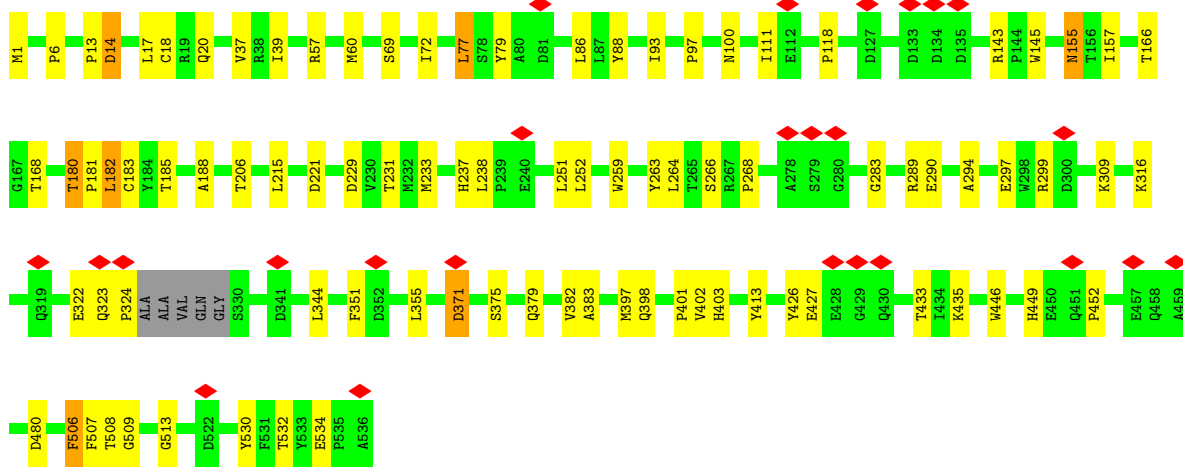 M1 P6 P13 D14 L17 C18 R19 Q20 V37 R38 I39 R57 M60 S69 I72 L77 S78 Y79 A80 D81 L86 L87 Y88 I93 P97 N100 I111 E112 P118 D127 D133 D134 D135 R143 P144 W145 N155 T156 I157 T166
G167 T168 T180 P181 L182 C183 Y184 T185 A188 T206 L215 D221 D229 V230 T231 M232 M233 H237 L238 P239 E240 L251 L252 W259 Y263 L264 T265 S266 R267 P268 A278 S279 G280 G283 R289 E290 A294 E297 W298 R299 D300 K309 K316
Q319 E322 Q323 P324 ALA ALA VAL GLN GLY S330 D341 L344 F351 D352 L355 D371 S375 Q379 V382 A383 M397 Q398 P401 V402 H403 Y413 Y426 E427 E428 G429 Q430 T433 I434 K435 W446 H449 E450 Q451 P452 E457 Q458 A459
D480 F506 F507 T508 G509 G513 D522 Y530 F531 T532 Y533 E534 P535 A536